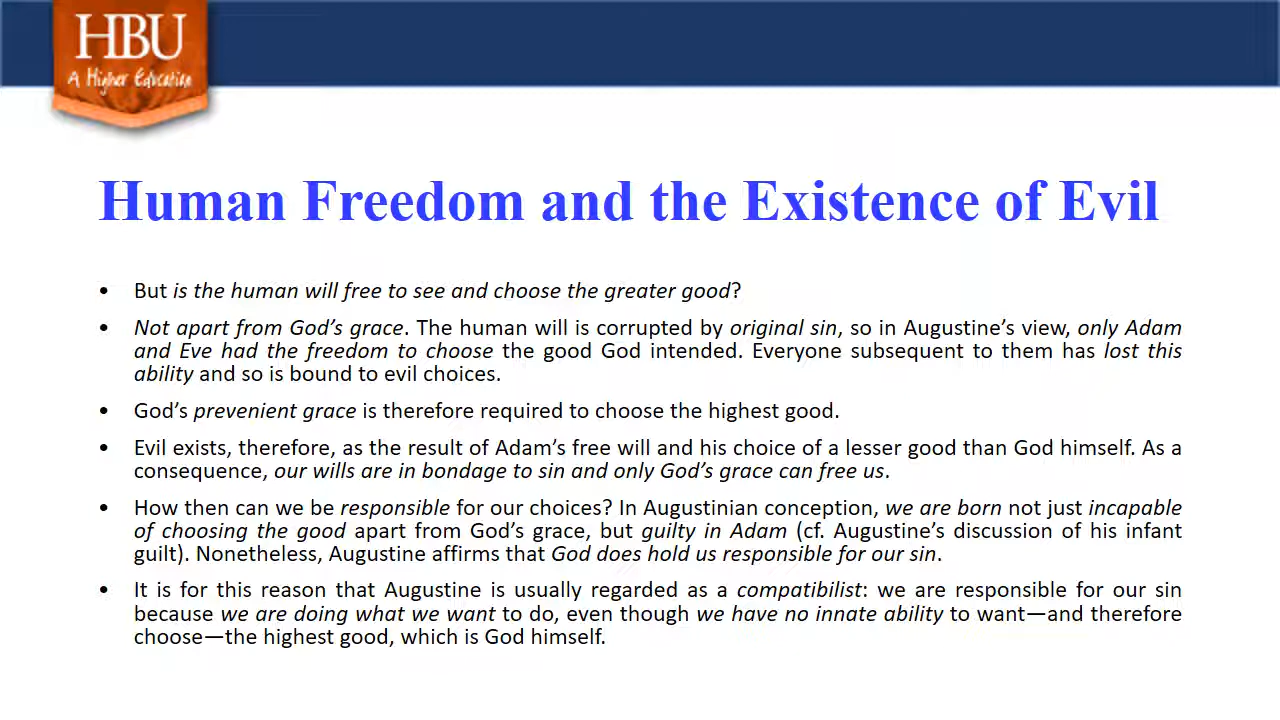 HBU
A Higher Education
Human Freedom and the Existence of Evil
• But is the human will free to see and choose the greater good?
• Not apart from God’s grace. The human will is corrupted by original sin, so in Augustine’s view, only Adam
and Eve had the freedom to choose the good God intended. Everyone subsequent to them has lost this
ability and so is bound to evil choices.
• God’s prevenient grace is therefore required to choose the highest good.
• Evil exists, therefore, as the result of Adam’s free will and his choice of a lesser good than God himself. As a
consequence, our wills are in bondage to sin and only God’s grace can free us.
• How then can we be responsible for our choices? In Augustinian conception, we are born not just incapable
of choosing the good apart from God’s grace, but guilty in Adam (cf. Augustine’s discussion of his infant
guilt). Nonetheless, Augustine affirms that God does hold us responsible for our sin.
• It is for this reason that Augustine is usually regarded as a compatibilist: we are responsible for our sin
because we are doing what we want to do, even though we have no innate ability to want—and therefore
choose—the highest good, which is God himself.